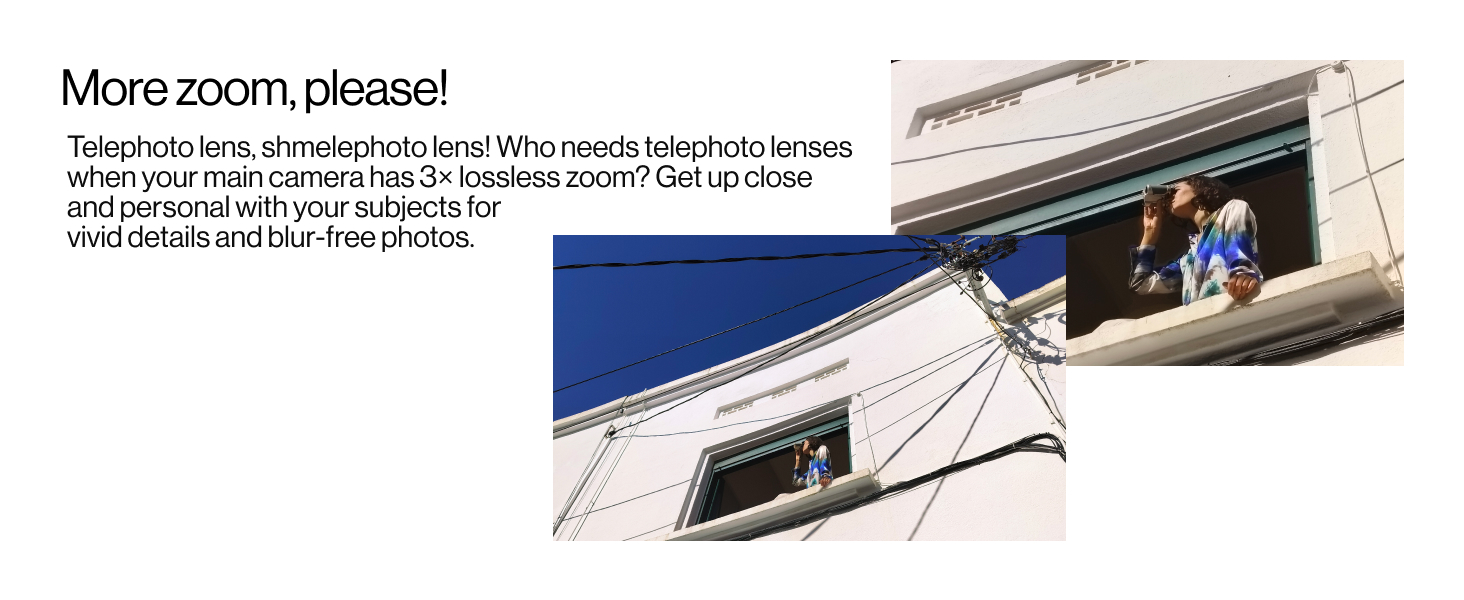 More zoom, please!
Telephoto lens, shmelephoto lens! Who needs telephoto lenses
when your main camera has 3× lossless zoom? Get up close
and personal with your subjects for
vivid details and blur-free photos.